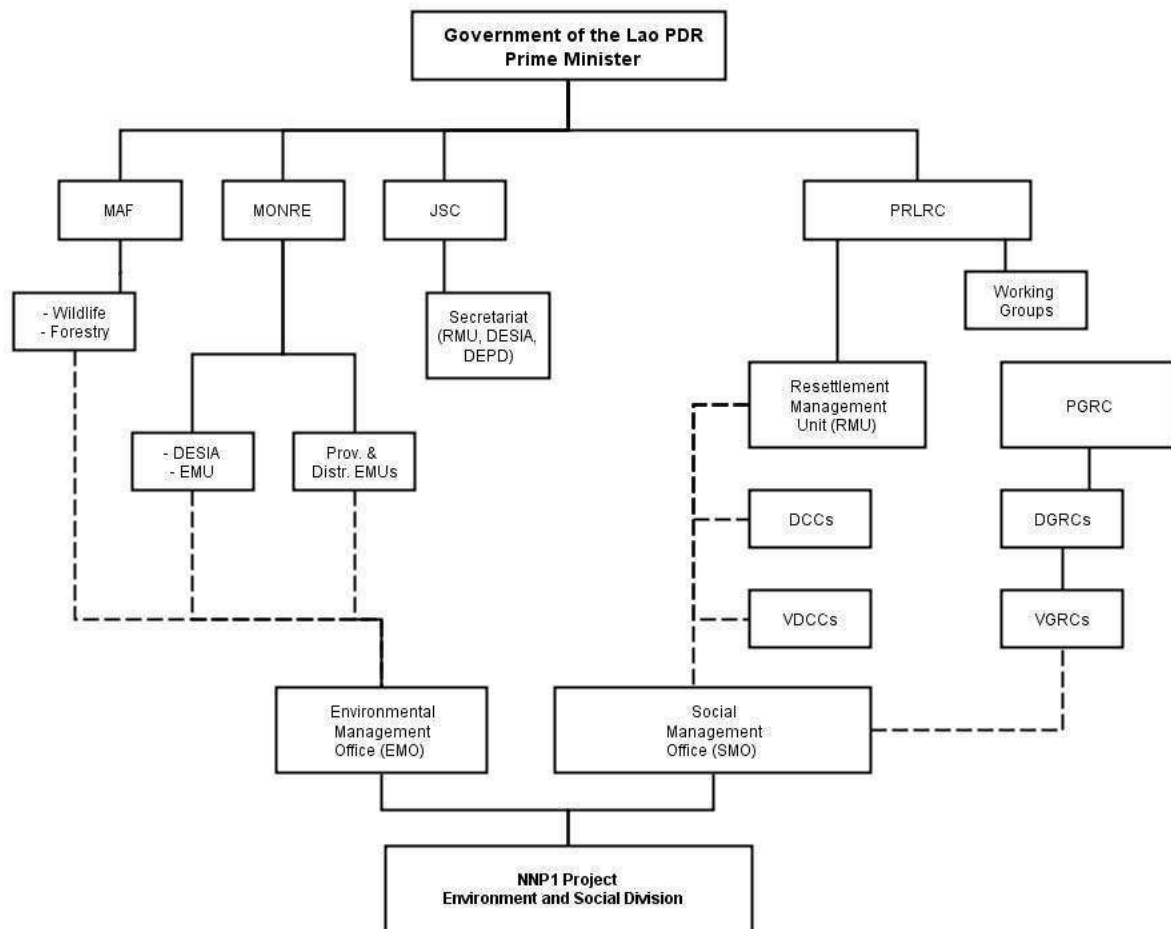 Government of the Lao PDR
Prime Minister
MAF
MONRE
JSC
PRLRC
- Wildlife
- Forestry
Secretariat
(RMU, DESIA,
DEPD)
Working
Groups
Resettlement
Management
Unit (RMU)
PGRC
- DESIA
- EMU
Prov. &
Distr. EMUs
DCCs
DGRCs
VDCCs
VGRCs
Environmental
Management
Office (EMO)
Social
Management
Office (SMO)
NNP1 Project
Environment and Social Division